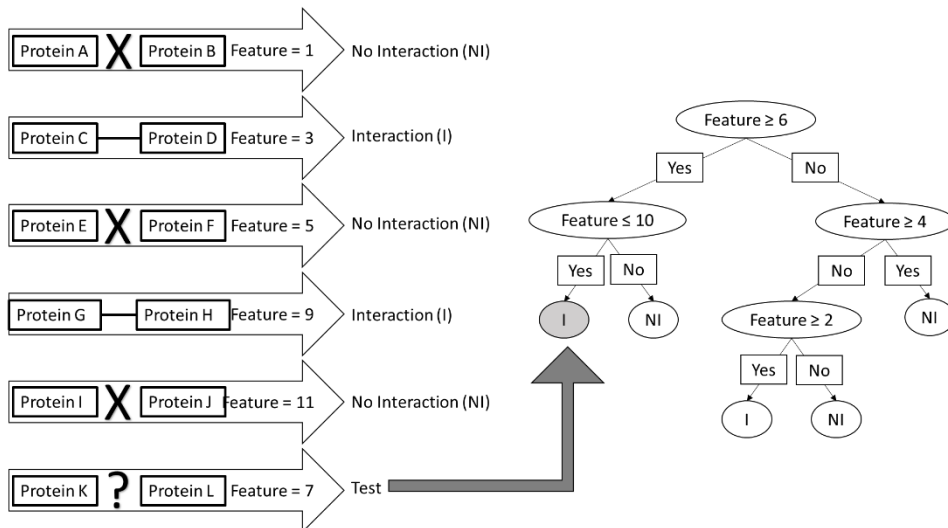 Protein A X Protein B Feature = 1 No Interaction (NI)
Protein C Protein D Feature = 3 Interaction (I)
Protein E X Protein F Feature = 5 No Interaction (NI)
Protein G Protein H Feature = 9 Interaction (I)
Protein I X Protein J Feature = 11 No Interaction (NI)
Protein K ? Protein L Feature = 7 Test
Feature ≥ 6
Yes No
Feature ≤ 10 Feature ≥ 4
Yes No No Yes
I NI Feature ≥ 2 NI
Yes No
I NI